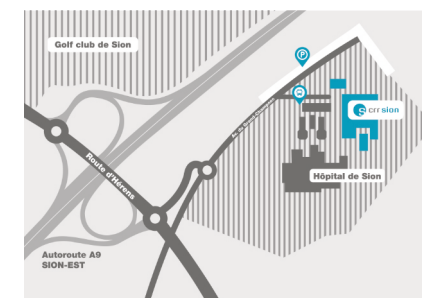 Golf club de Sion
P
crr sion
Route d'Hérens
Hôpital de Sion
Autoroute A9
SION-EST